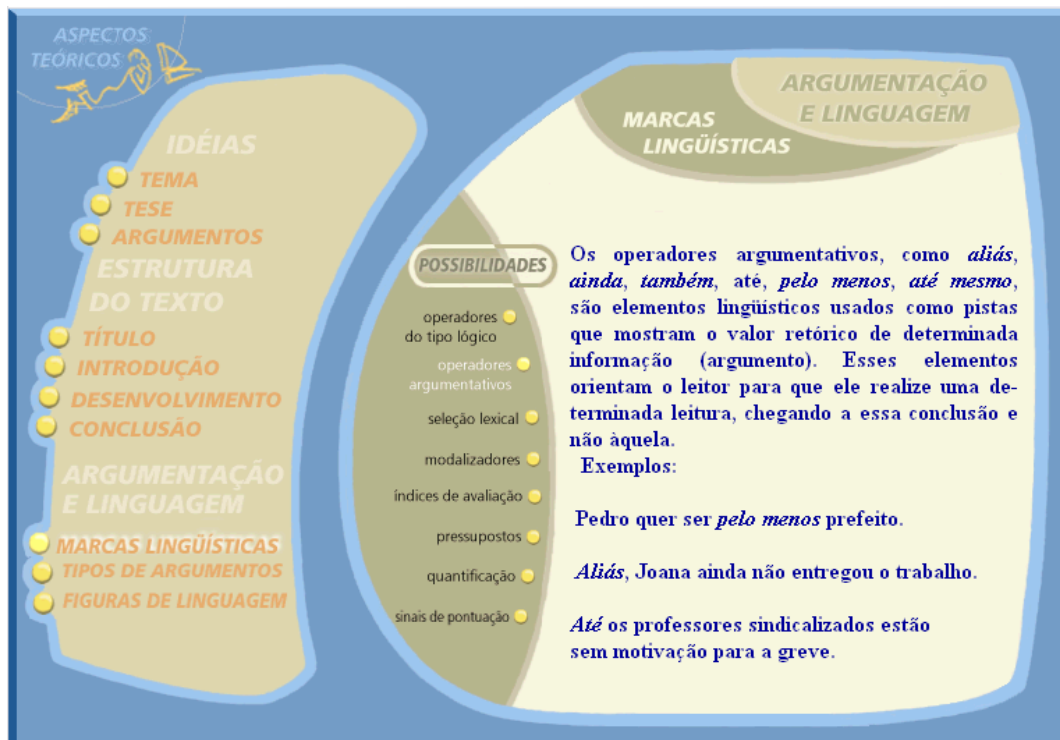 ASPECTOS
TEÓRICOS
IDÉIAS
TEMA
TESE
ARGUMENTOS
ESTRUTURA
DO TEXTO
TÍTULO
INTRODUÇÃO
DESENVOLVIMENTO
CONCLUSÃO
ARGUMENTAÇÃO
E LINGUAGEM
MARCAS LINGÜÍSTICAS
TIPOS DE ARGUMENTOS
FIGURAS DE LINGUAGEM
ARGUMENTAÇÃO
E LINGUAGEM
MARCAS
LINGÜÍSTICAS
POSSIBILIDADES
operadores
do tipo lógico
operadores
argumentativos
seleção lexical
modalizadores
índices de avaliação
pressupostos
quantificação
sinais de pontuação
Os operadores argumentativos, como aliás,
ainda, também, até, pelo menos, até mesmo,
são elementos lingüísticos usados como pistas
que mostram o valor retórico de determinada
informação (argumento). Esses elementos
orientam o leitor para que ele realize uma de-
terminada leitura, chegando a essa conclusão e
não àquela.
Exemplos:
Pedro quer ser pelo menos prefeito.
Aliás, Joana ainda não entregou o trabalho.
Até os professores sindicalizados estão
sem motivação para a greve.